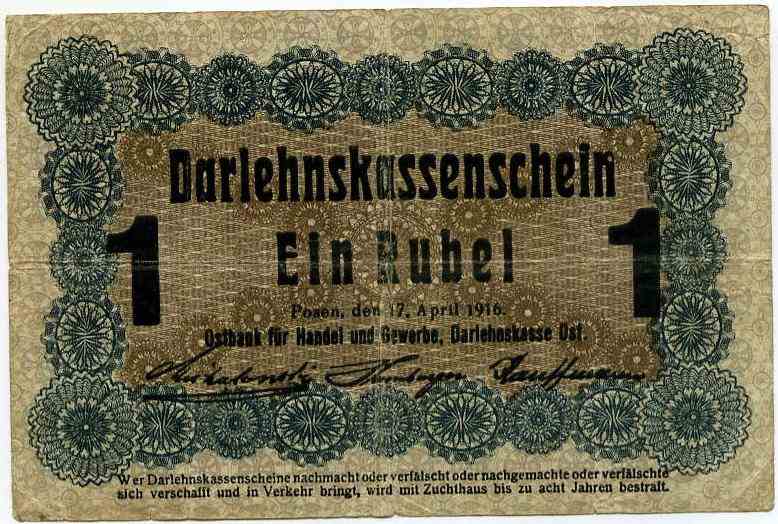 Darlehnskassenschein
1 Ein Rubel 1
Posen, den 17. April 1916.
Ostbank für Handel und Gewerbe, Darlehnskasse Ost.
Kauffmann
Wer Darlehnskassenscheine nachmacht oder verfälscht oder nachgemachte oder verfälschte
sich verschafft und in Verkehr bringt, wird mit Zuchthaus bis zu acht Jahren bestraft.